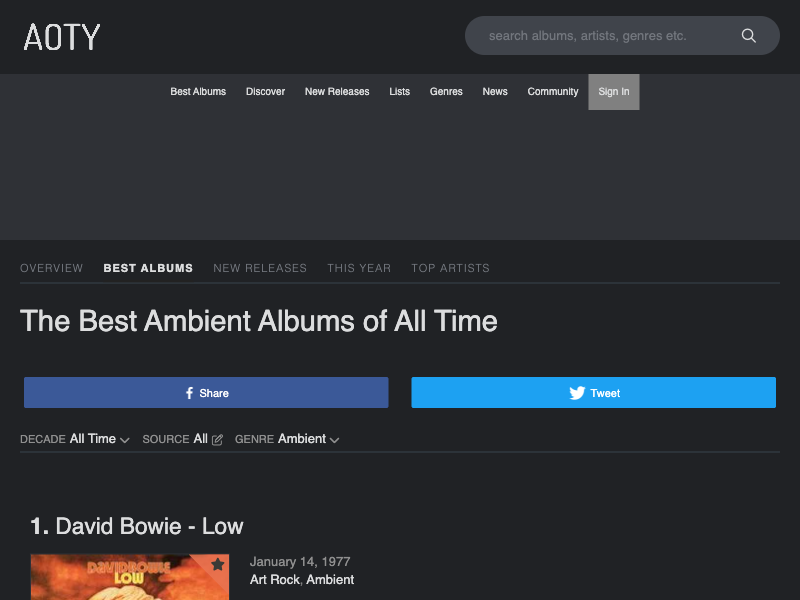 AOTY
search albums, artists, genres etc.
Best Albums Discover New Releases Lists Genres News Community Sign In
OVERVIEW BEST ALBUMS NEW RELEASES THIS YEAR TOP ARTISTS
The Best Ambient Albums of All Time
Share Tweet
DECADE All Time SOURCE All GENRE Ambient
1. David Bowie - Low
DAVID BOWIE
LOW
January 14, 1977
Art Rock, Ambient